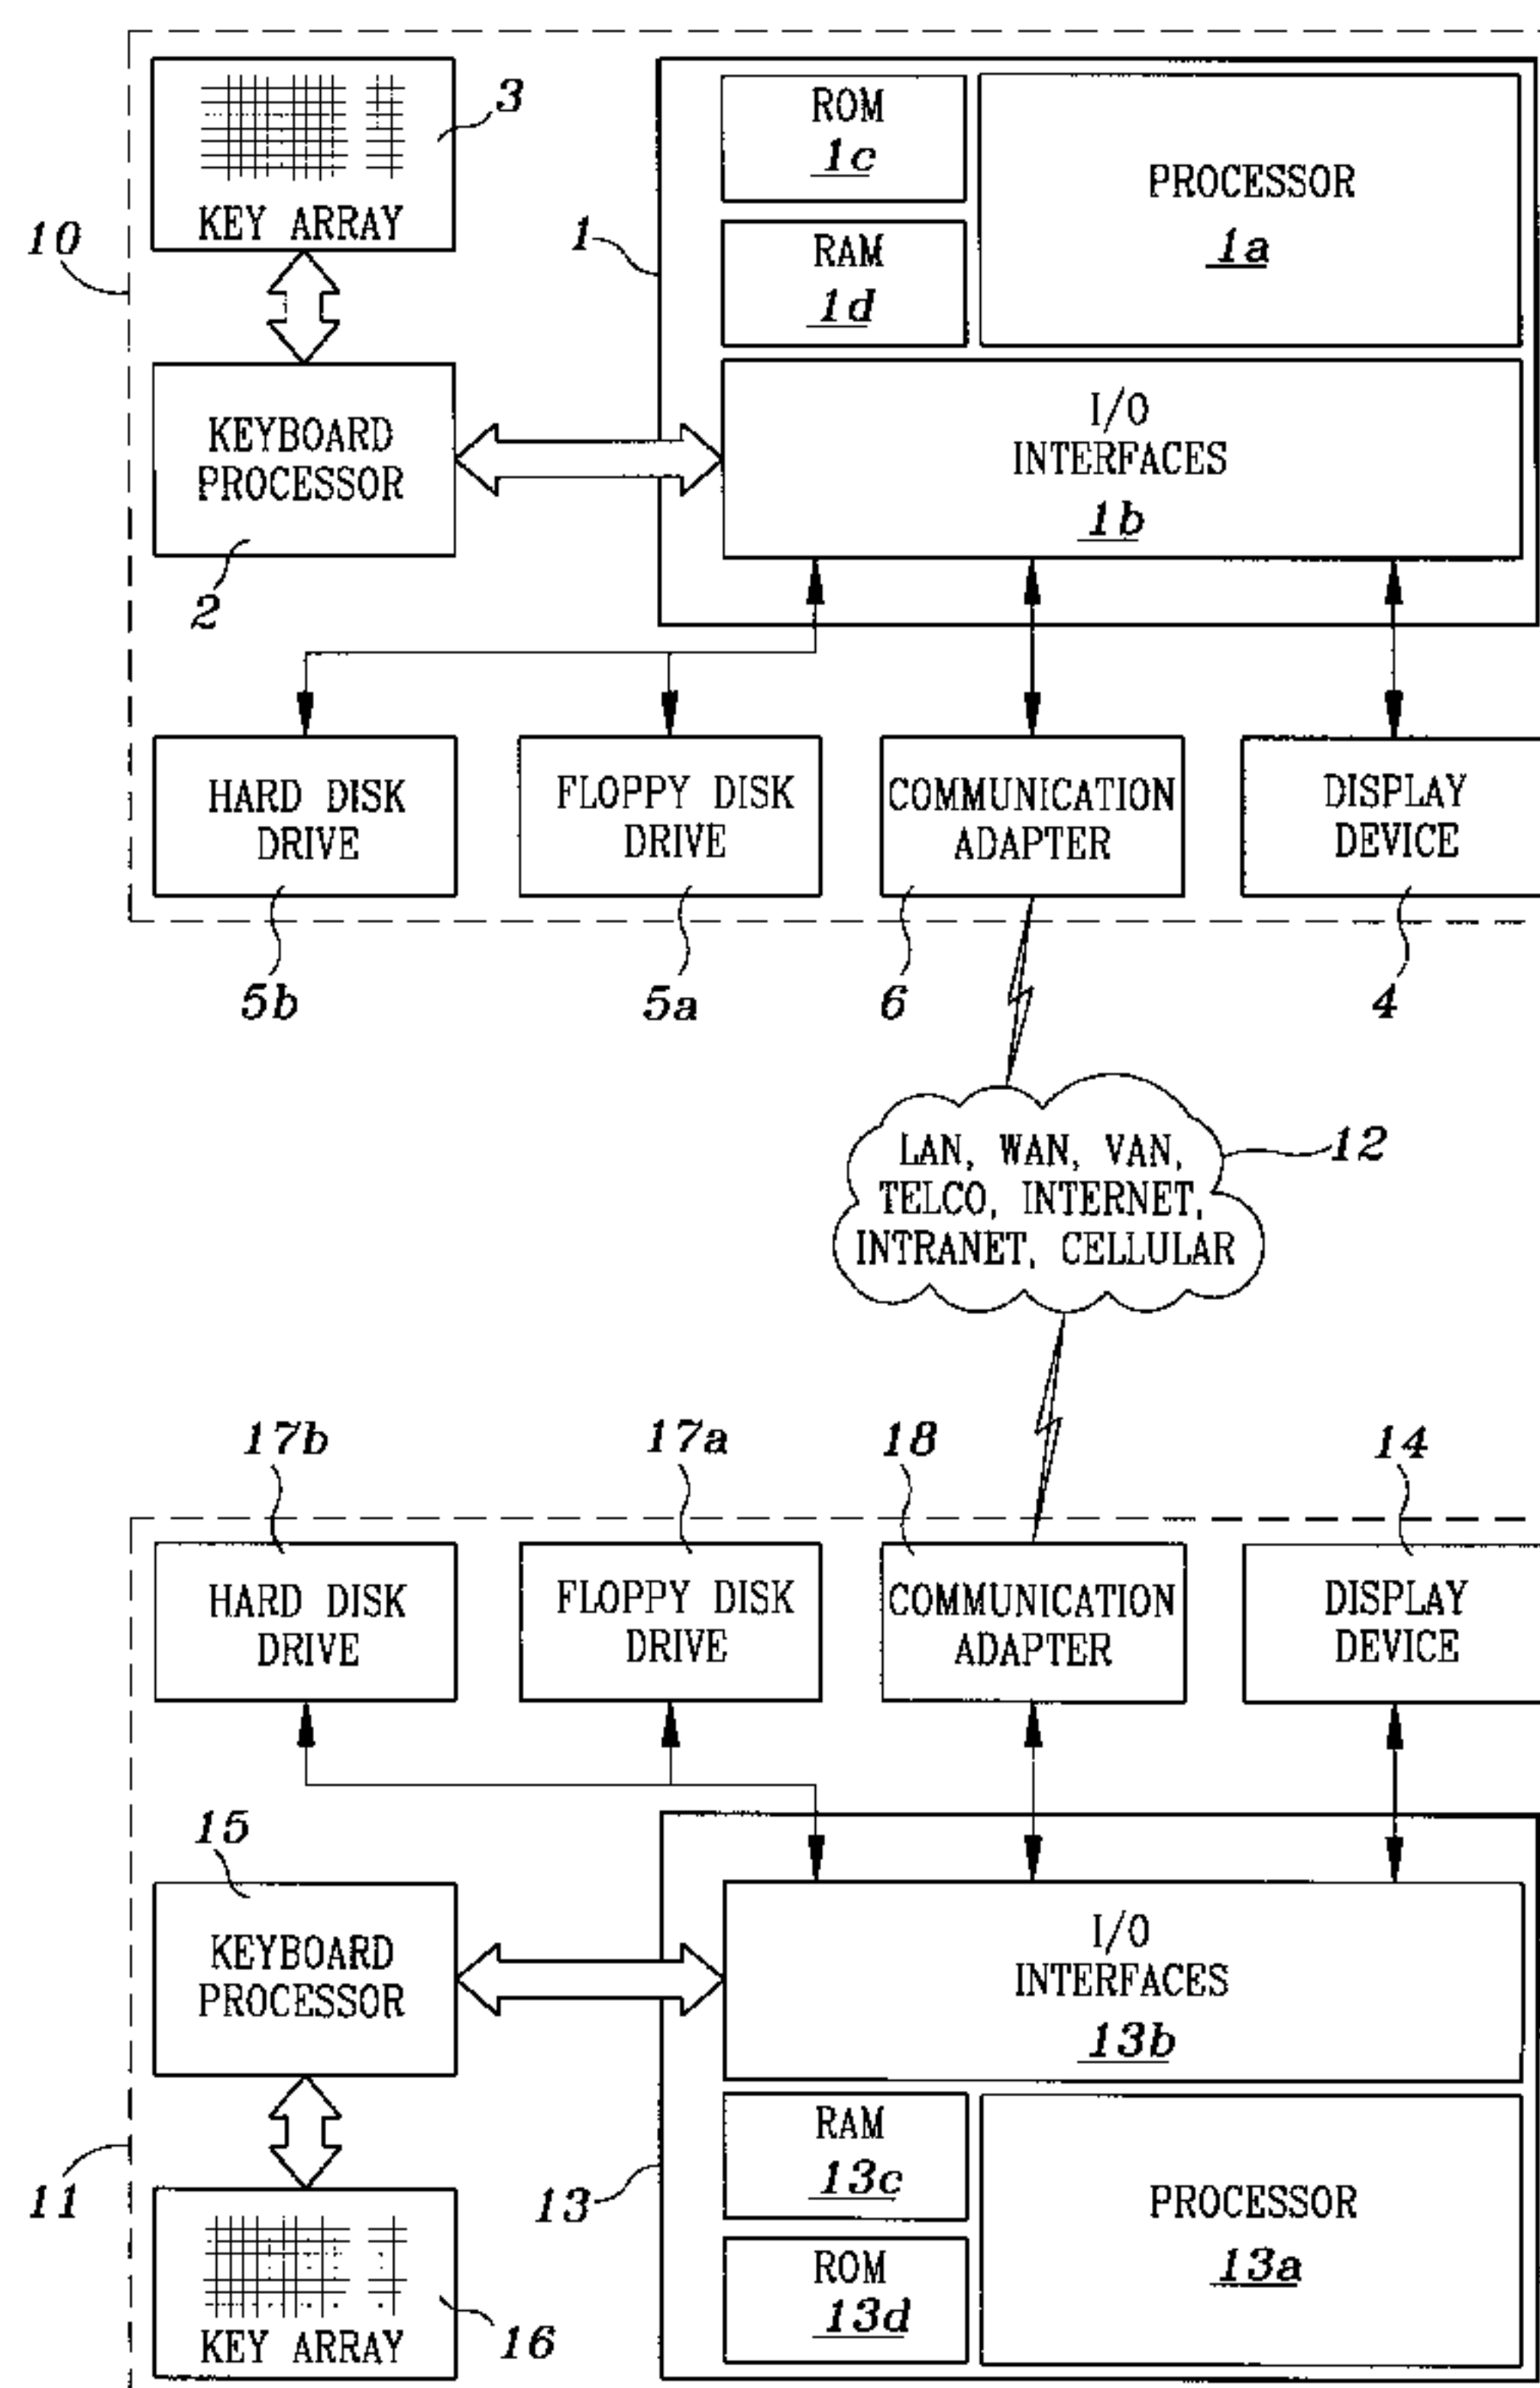 3
KEY ARRAY
10
1
ROM
1c
RAM
1d
PROCESSOR
1a
KEYBOARD
PROCESSOR
2
I/O
INTERFACES
1b
HARD DISK
DRIVE
5b
FLOPPY DISK
DRIVE
5a
COMMUNICATION
ADAPTER
6
DISPLAY
DEVICE
4
LAN, WAN, VAN,
TELCO, INTERNET,
INTRANET, CELLULAR
12
17b
HARD DISK
DRIVE
17a
FLOPPY DISK
DRIVE
18
COMMUNICATION
ADAPTER
14
DISPLAY
DEVICE
15
KEYBOARD
PROCESSOR
I/O
INTERFACES
13b
11
13
RAM
13c
ROM
13d
PROCESSOR
13a
KEY ARRAY
16